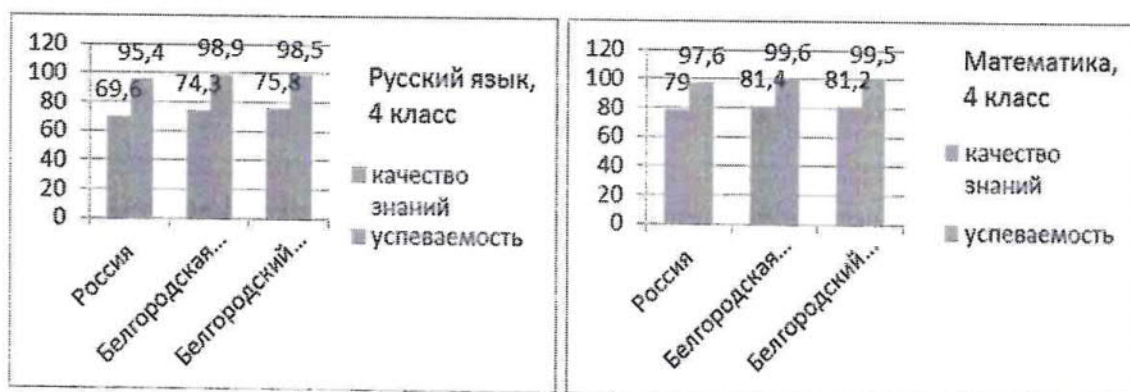 120
100
80
60
40
20
0
95,4 98,9 98,5
69,6 74,3 75,8
Россия
Белгородская...
Белгородский...
Русский язык,
4 класс
качество
знаний
успеваемость
120
100
80
60
40
20
0
97,6 99,6 99,5
79 81,4 81,2
Россия
Белгородская...
Белгородский...
Математика,
4 класс
качество
знаний
успеваемость